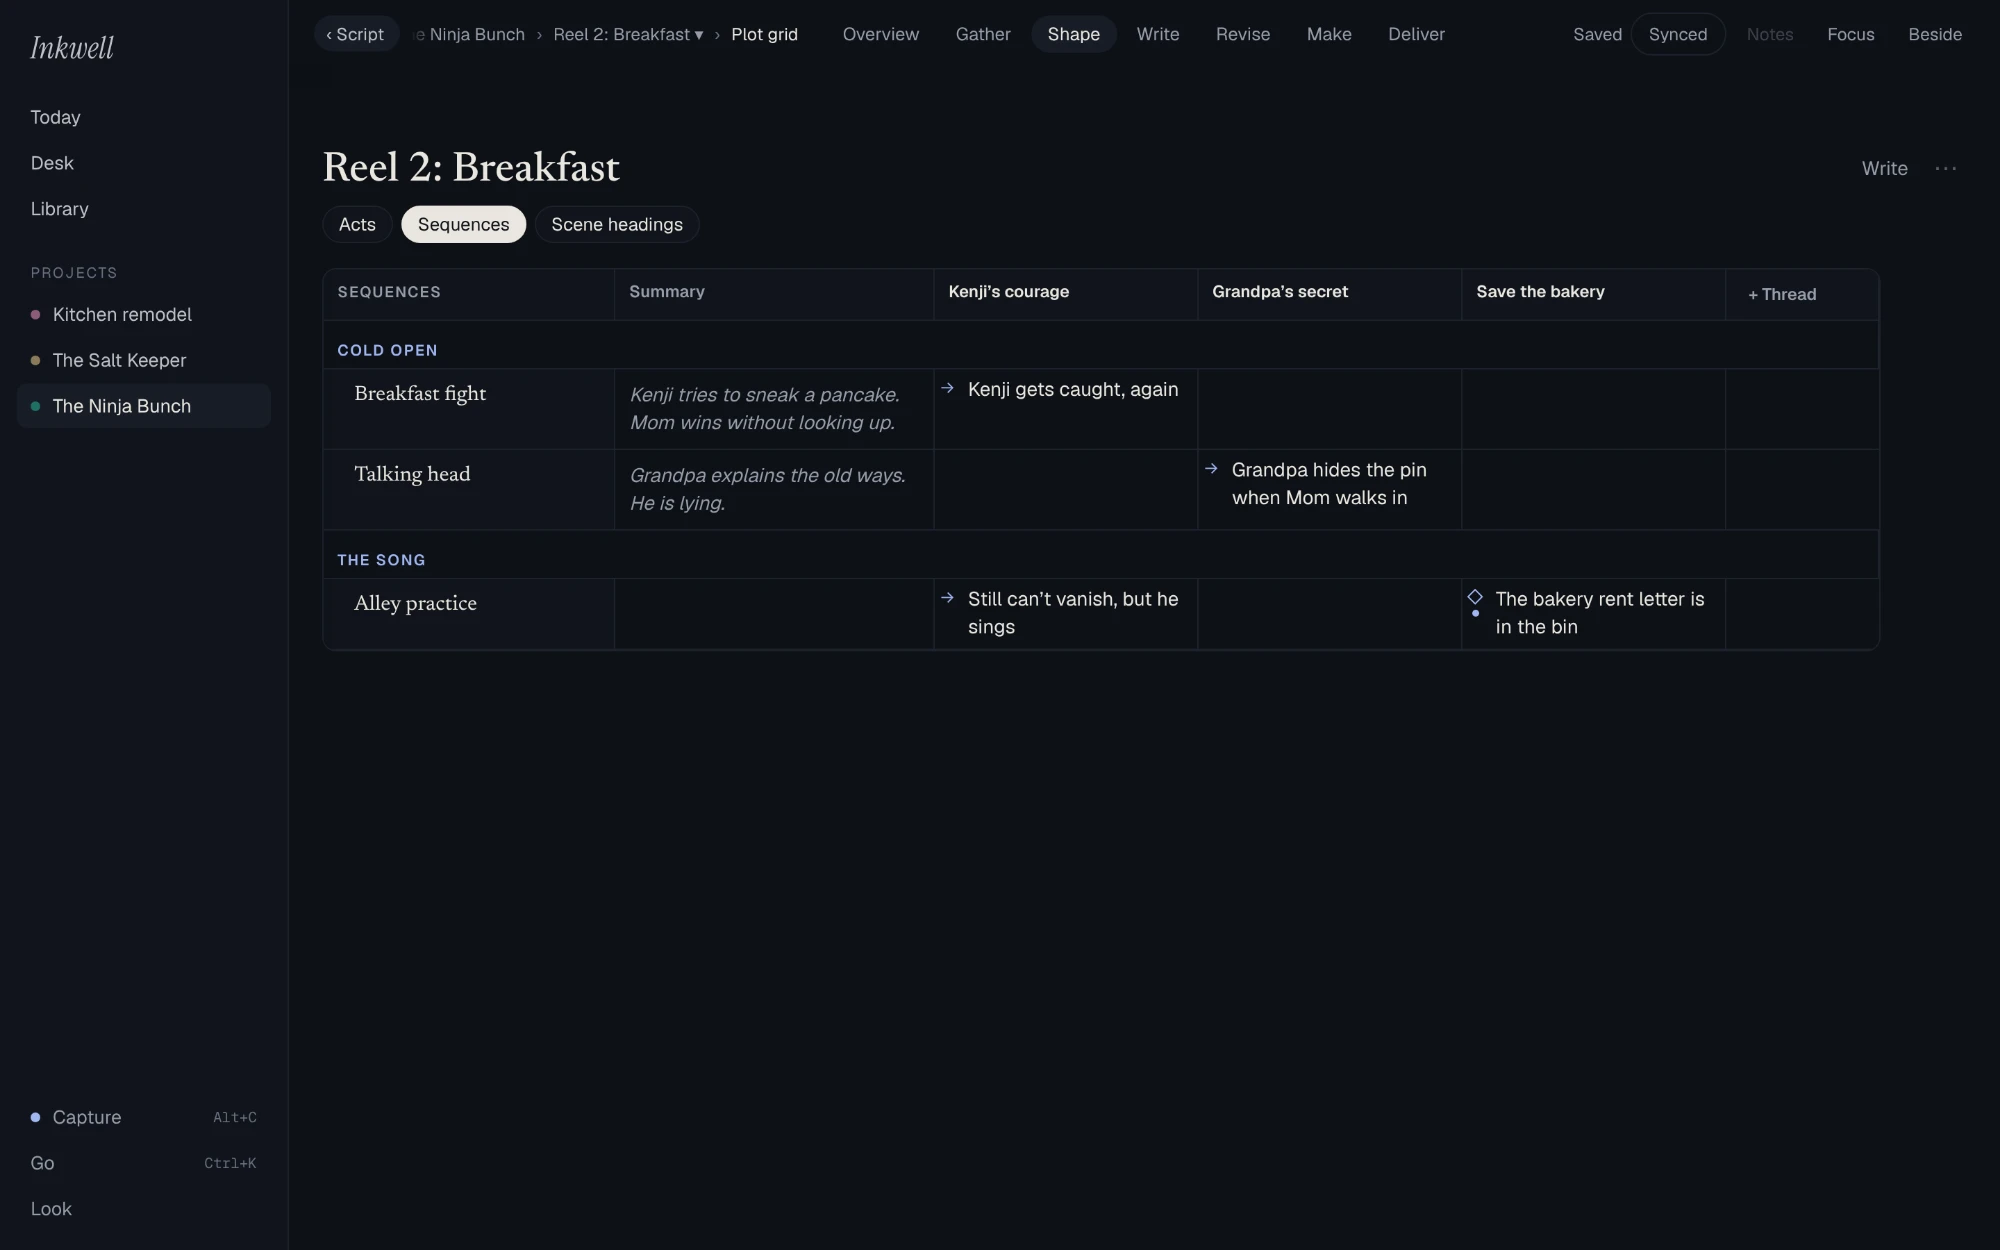 Inkwell
Today
Desk
Library
PROJECTS
Kitchen remodel
The Salt Keeper
The Ninja Bunch
Capture Alt+C
Go Ctrl+K
Look
‹ Script e Ninja Bunch › Reel 2: Breakfast ▾ › Plot grid Overview Gather Shape Write Revise Make Deliver Saved Synced Notes Focus Beside
Reel 2: Breakfast Write ···
Acts Sequences Scene headings
SEQUENCES Summary Kenji’s courage Grandpa’s secret Save the bakery + Thread
COLD OPEN
Breakfast fight
Kenji tries to sneak a pancake.
Mom wins without looking up.
→ Kenji gets caught, again
Talking head
Grandpa explains the old ways.
He is lying.
→ Grandpa hides the pin
when Mom walks in
THE SONG
Alley practice
→ Still can’t vanish, but he
sings
The bakery rent letter is
in the bin